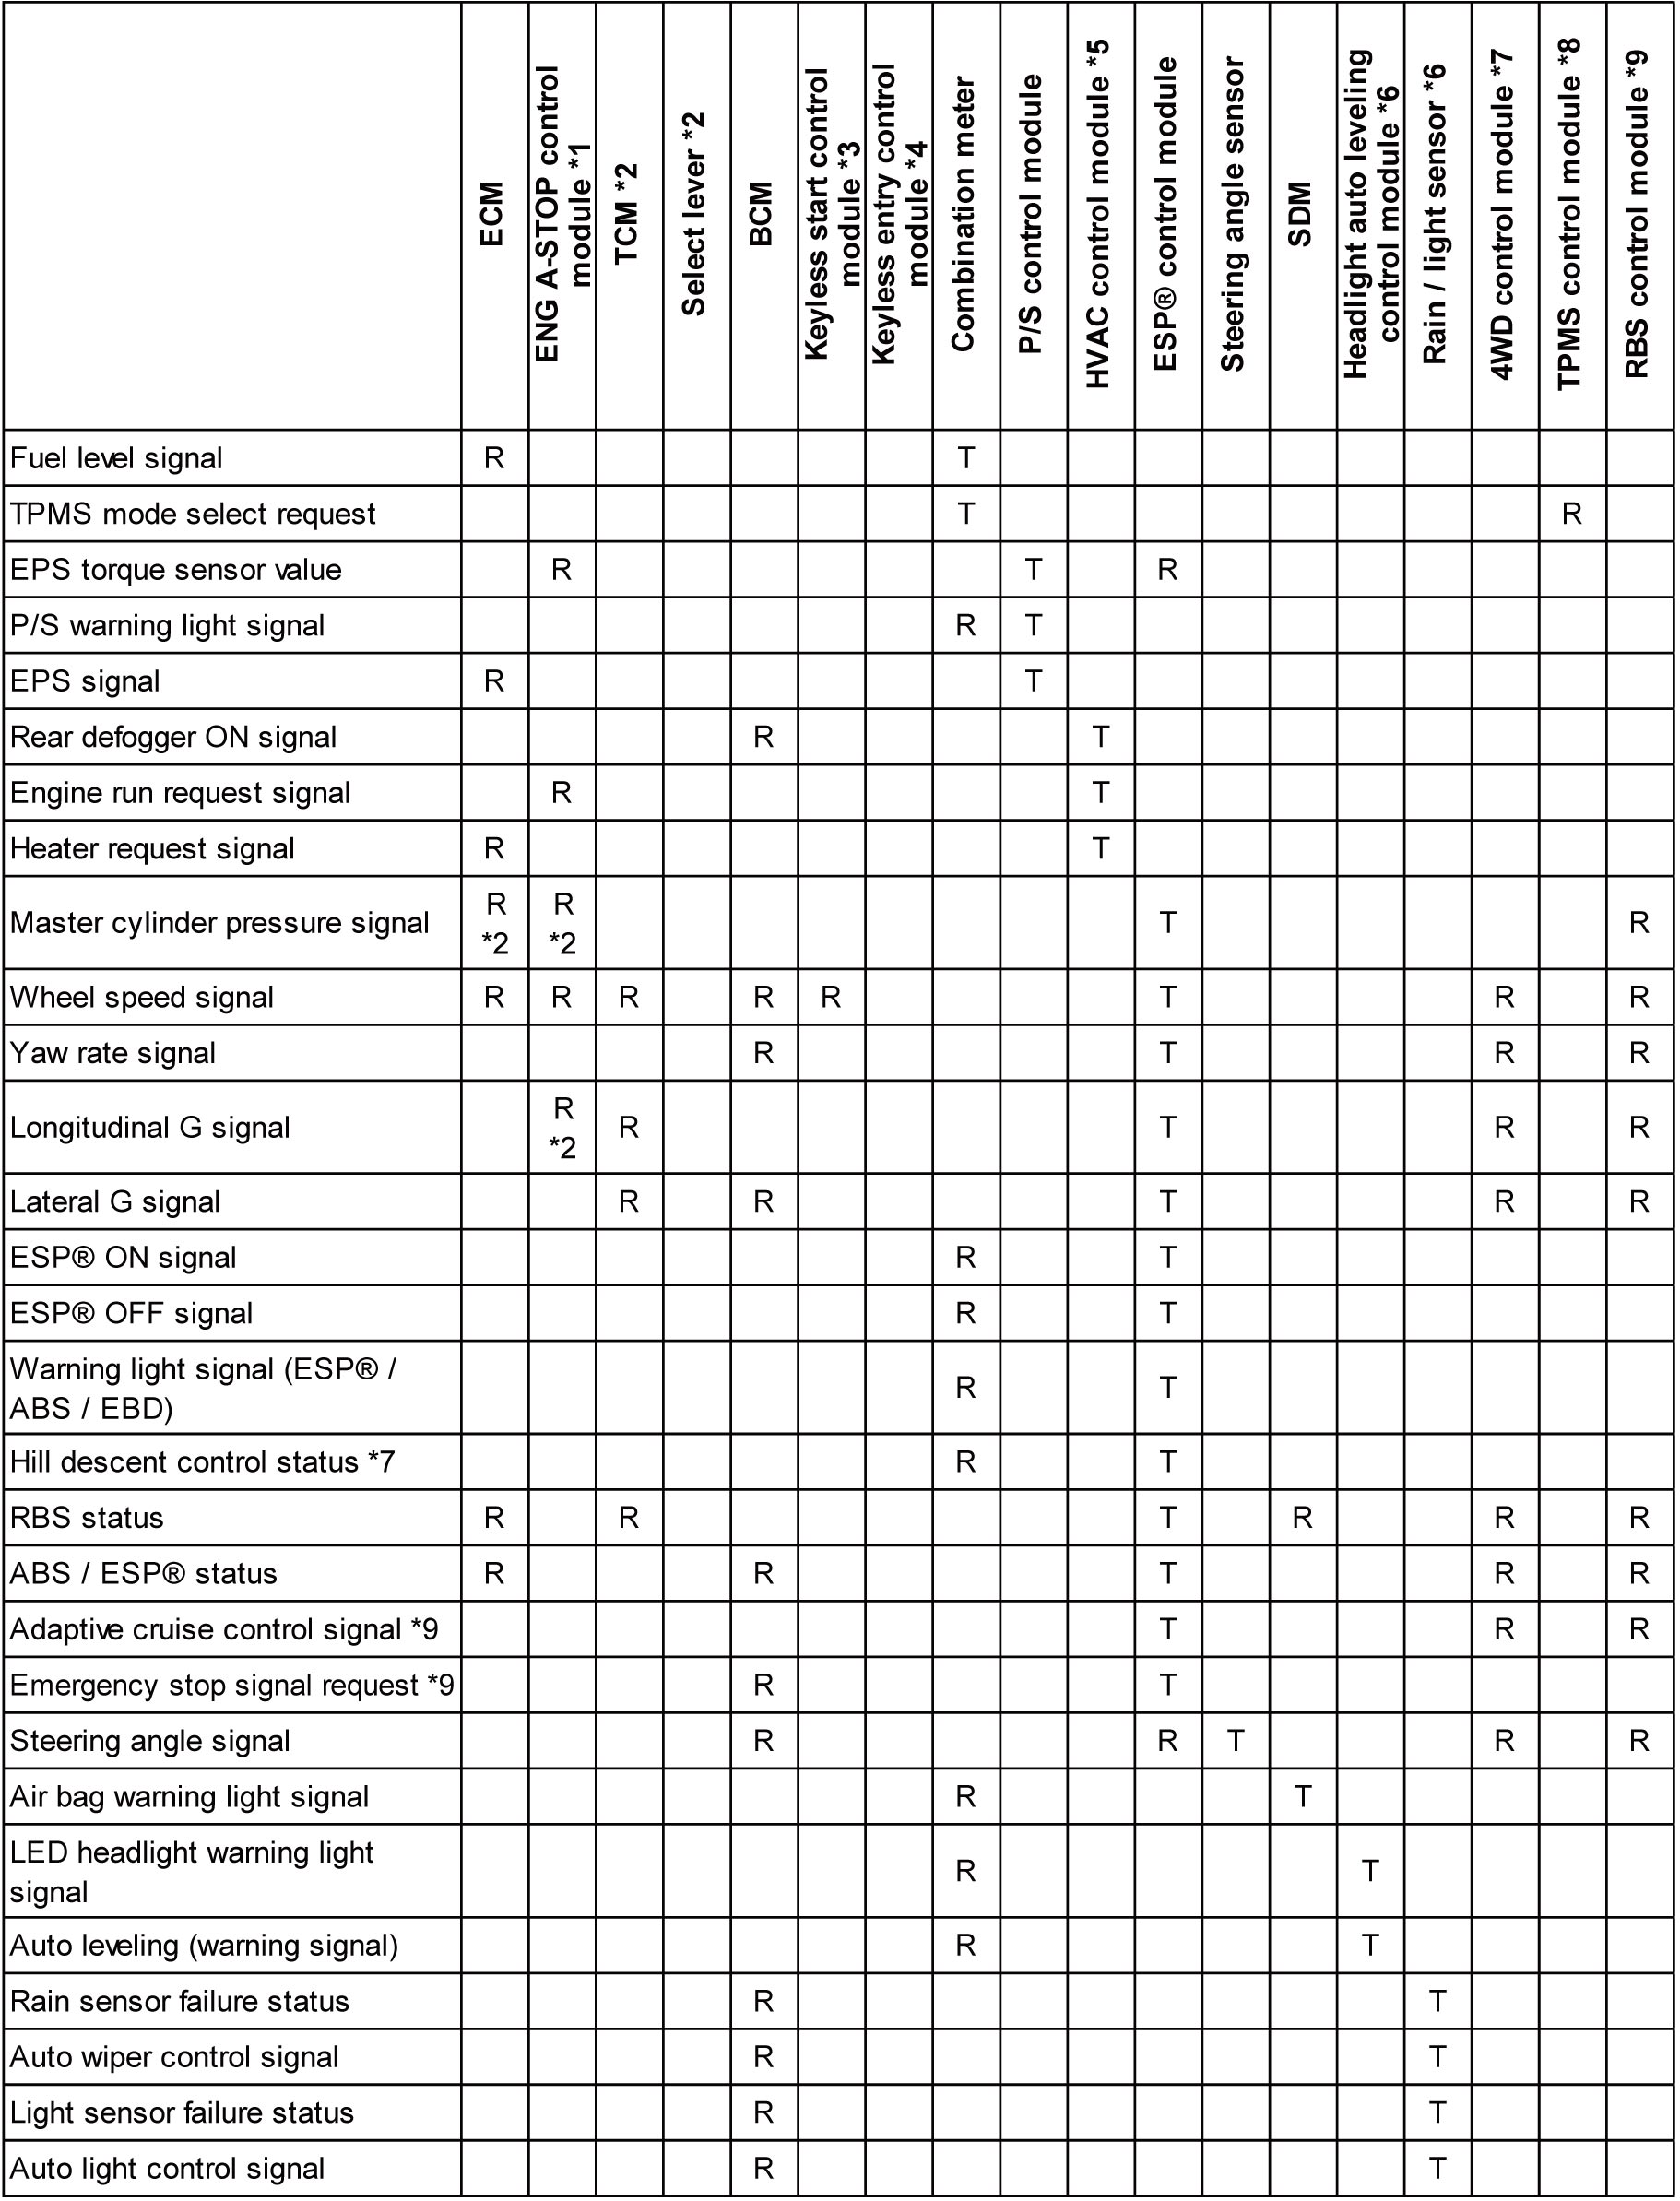 ECM
ENG A-STOP control
module *1
TCM *2
Select lever *2
BCM
Keyless start control
module *3
Keyless entry control
module *4
Combination meter
P/S control module
HVAC control module *5
ESP® control module
Steering angle sensor
SDM
Headlight auto leveling
control module *6
Rain / light sensor *6
4WD control module *7
TPMS control module *8
RBS control module *9
Fuel level signal R T
TPMS mode select request T R
EPS torque sensor value R T R
P/S warning light signal R T
EPS signal R T
Rear defogger ON signal R T
Engine run request signal R T
Heater request signal R T
Master cylinder pressure signal R *2 R *2 T R
Wheel speed signal R R R R R T R R
Yaw rate signal R T R R
Longitudinal G signal R *2 R T R R
Lateral G signal R R T R R
ESP® ON signal R T
ESP® OFF signal R T
Warning light signal (ESP® /
ABS / EBD) R T
Hill descent control status *7 R T
RBS status R R T R R R
ABS / ESP® status R R T R R
Adaptive cruise control signal *9 T R R
Emergency stop signal request *9 R T
Steering angle signal R R T R R
Air bag warning light signal R T
LED headlight warning light
signal R T
Auto leveling (warning signal) R T
Rain sensor failure status R T
Auto wiper control signal R T
Light sensor failure status R T
Auto light control signal R T